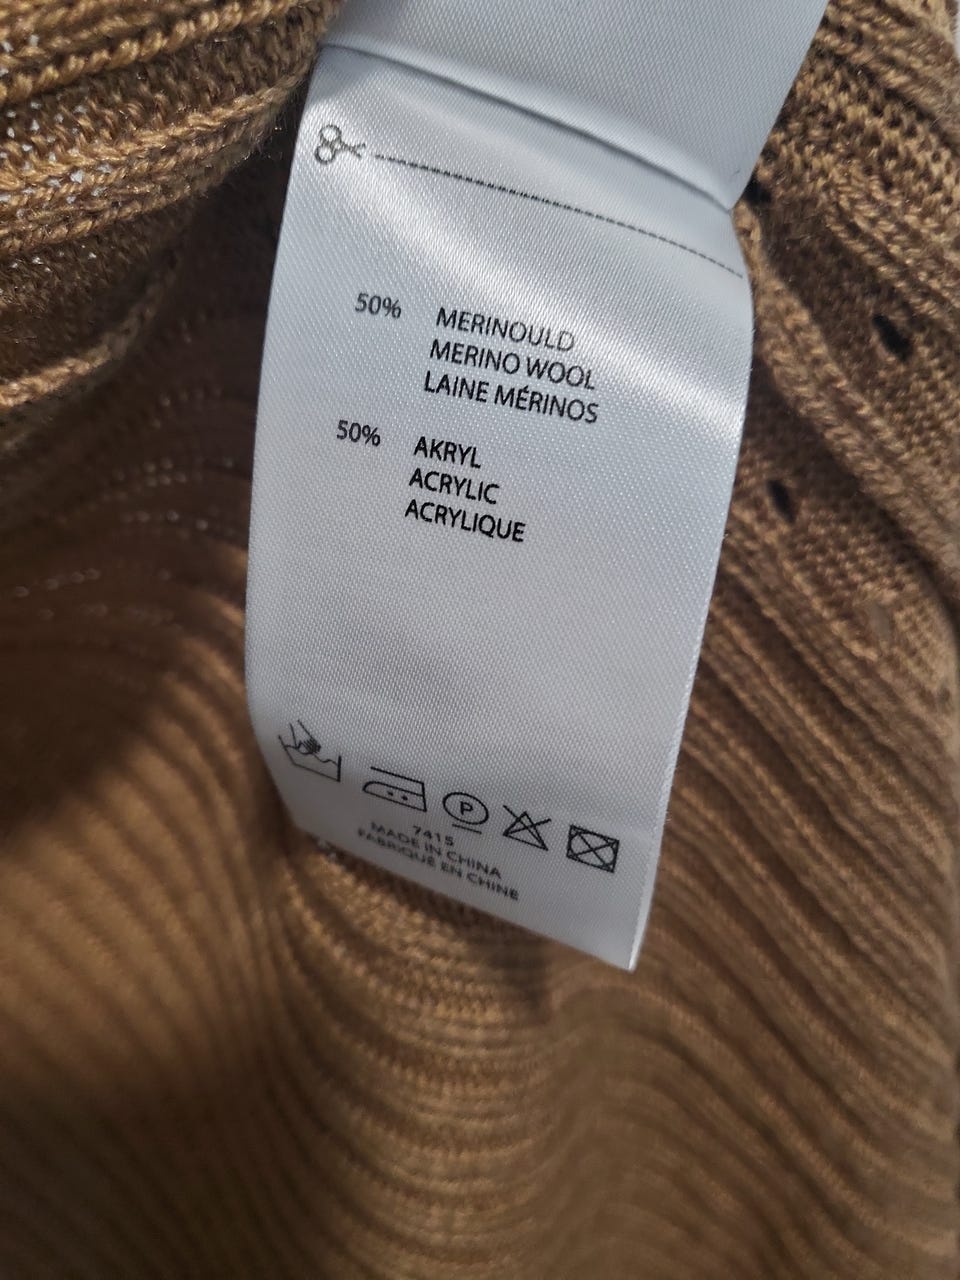 50% MERINOULD
MERINO WOOL
LAINE MÉRINOS
50% AKRYL
ACRYLIC
ACRYLIQUE
P
7415
MADE IN CHINA
FABRIQUÉ EN CHINE